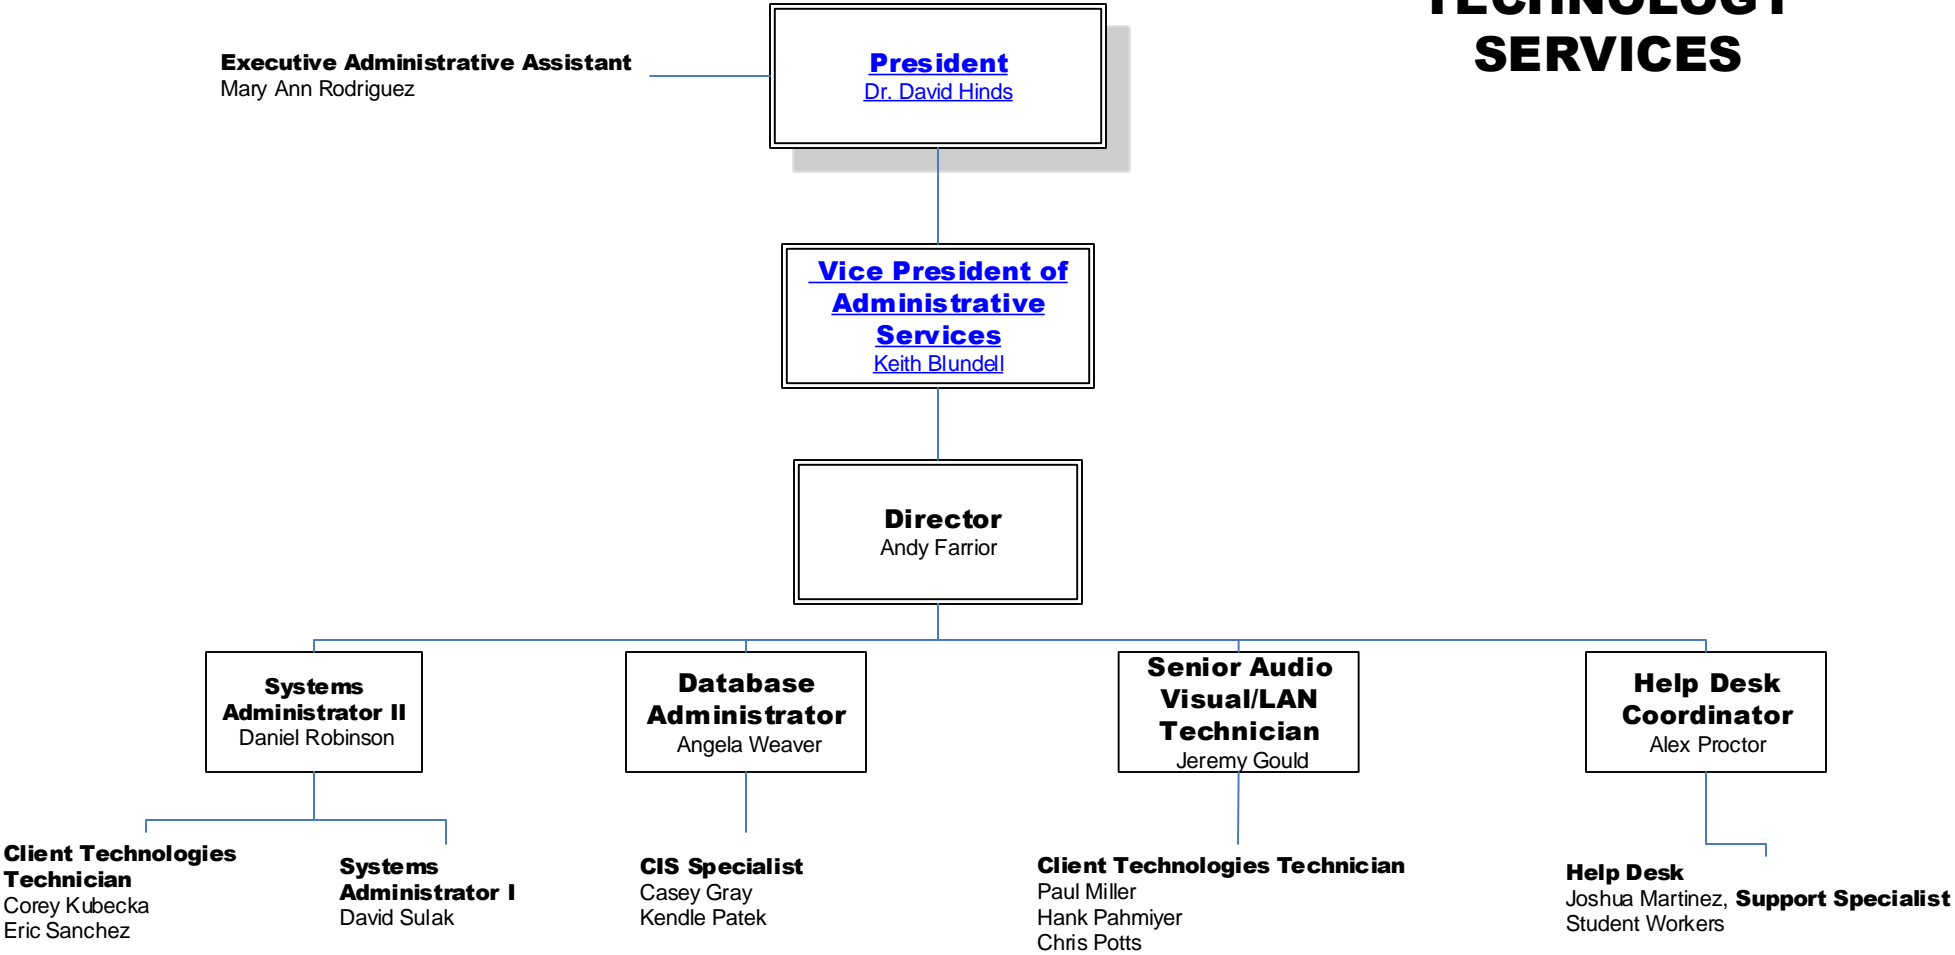 TECHNOLOGY
SERVICES
Executive Administrative Assistant
Mary Ann Rodriguez
President
Dr. David Hinds
Vice President of
Administrative
Services
Keith Blundell
Director
Andy Farrior
Systems
Administrator II
Daniel Robinson
Database
Administrator
Angela Weaver
Senior Audio
Visual/LAN
Technician
Jeremy Gould
Help Desk
Coordinator
Alex Proctor
Client Technologies
Technician
Corey Kubecka
Eric Sanchez
Systems
Administrator I
David Sulak
CIS Specialist
Casey Gray
Kendle Patek
Client Technologies Technician
Paul Miller
Hank Pahmiyer
Chris Potts
Help Desk
Joshua Martinez, Support Specialist
Student Workers